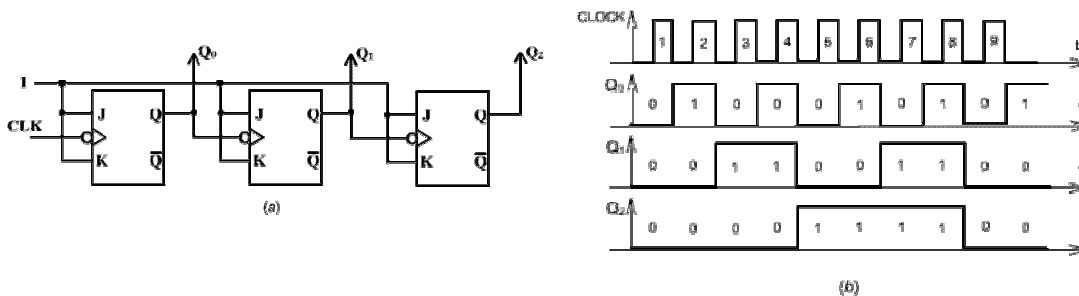 Q₀ Q₁ Q₂
1
J Q J Q J Q
CLK
K Q̅ K Q̅ K Q̅
(a)
CLOCK
1 2 3 4 5 6 7 8 9 t
Q₀
0 1 0 0 0 1 0 1 0 1
Q₁
0 0 1 1 0 0 1 1 0 0
Q₂
0 0 0 0 1 1 1 1 0 0
(b)